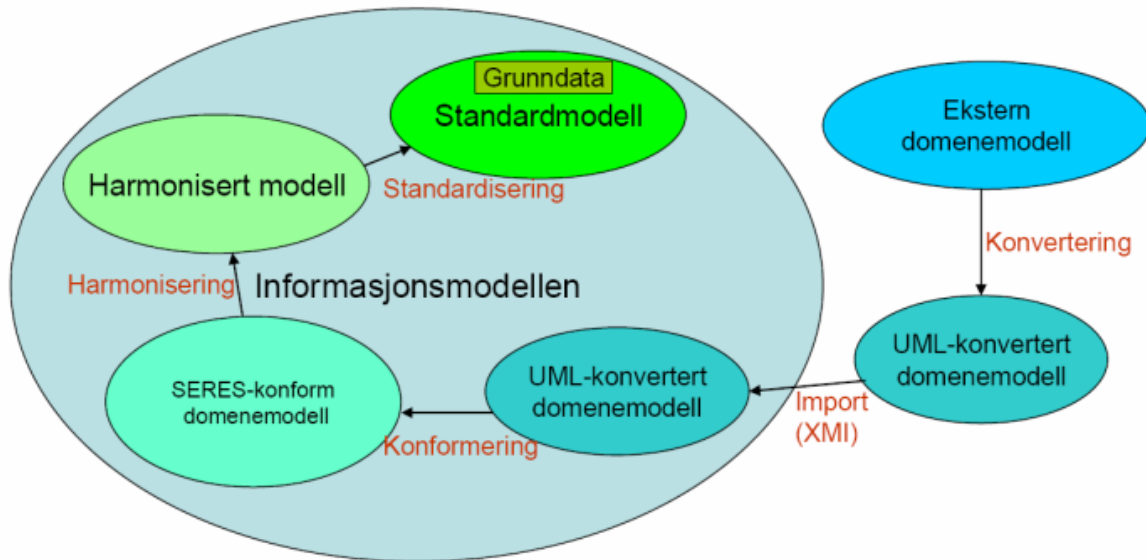 Grunndata
Standardmodell
Ekstern
domenemodell
Harmonisert modell
Standardisering
Konvertering
Harmonisering
Informasjonsmodellen
UML-konvertert
domenemodell
SERES-konform
domenemodell
UML-konvertert
domenemodell
Import
(XMI)
Konformering